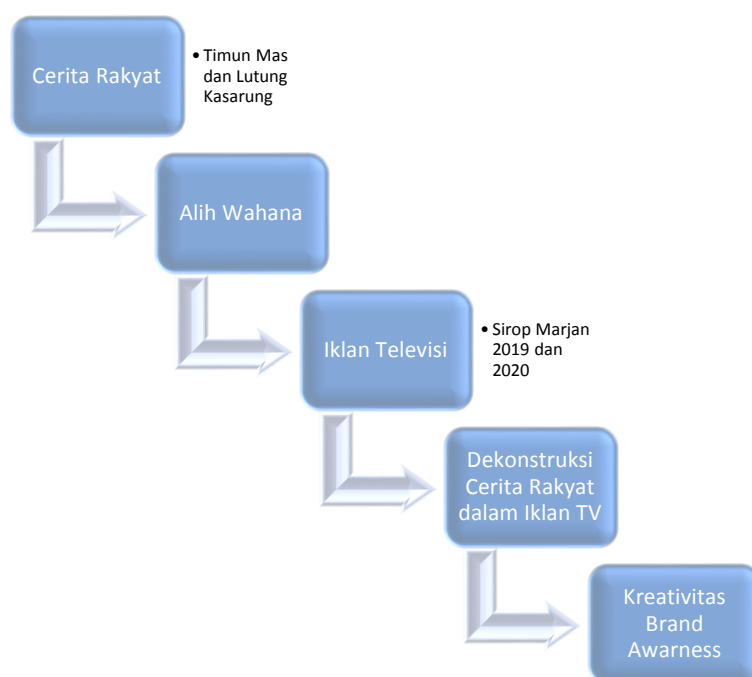 Cerita Rakyat
• Timun Mas
dan Lutung
Kasarung
Alih Wahana
Iklan Televisi
• Sirop Marjan
2019 dan
2020
Dekonstruksi
Cerita Rakyat
dalam Iklan TV
Kreativitas
Brand
Awarness